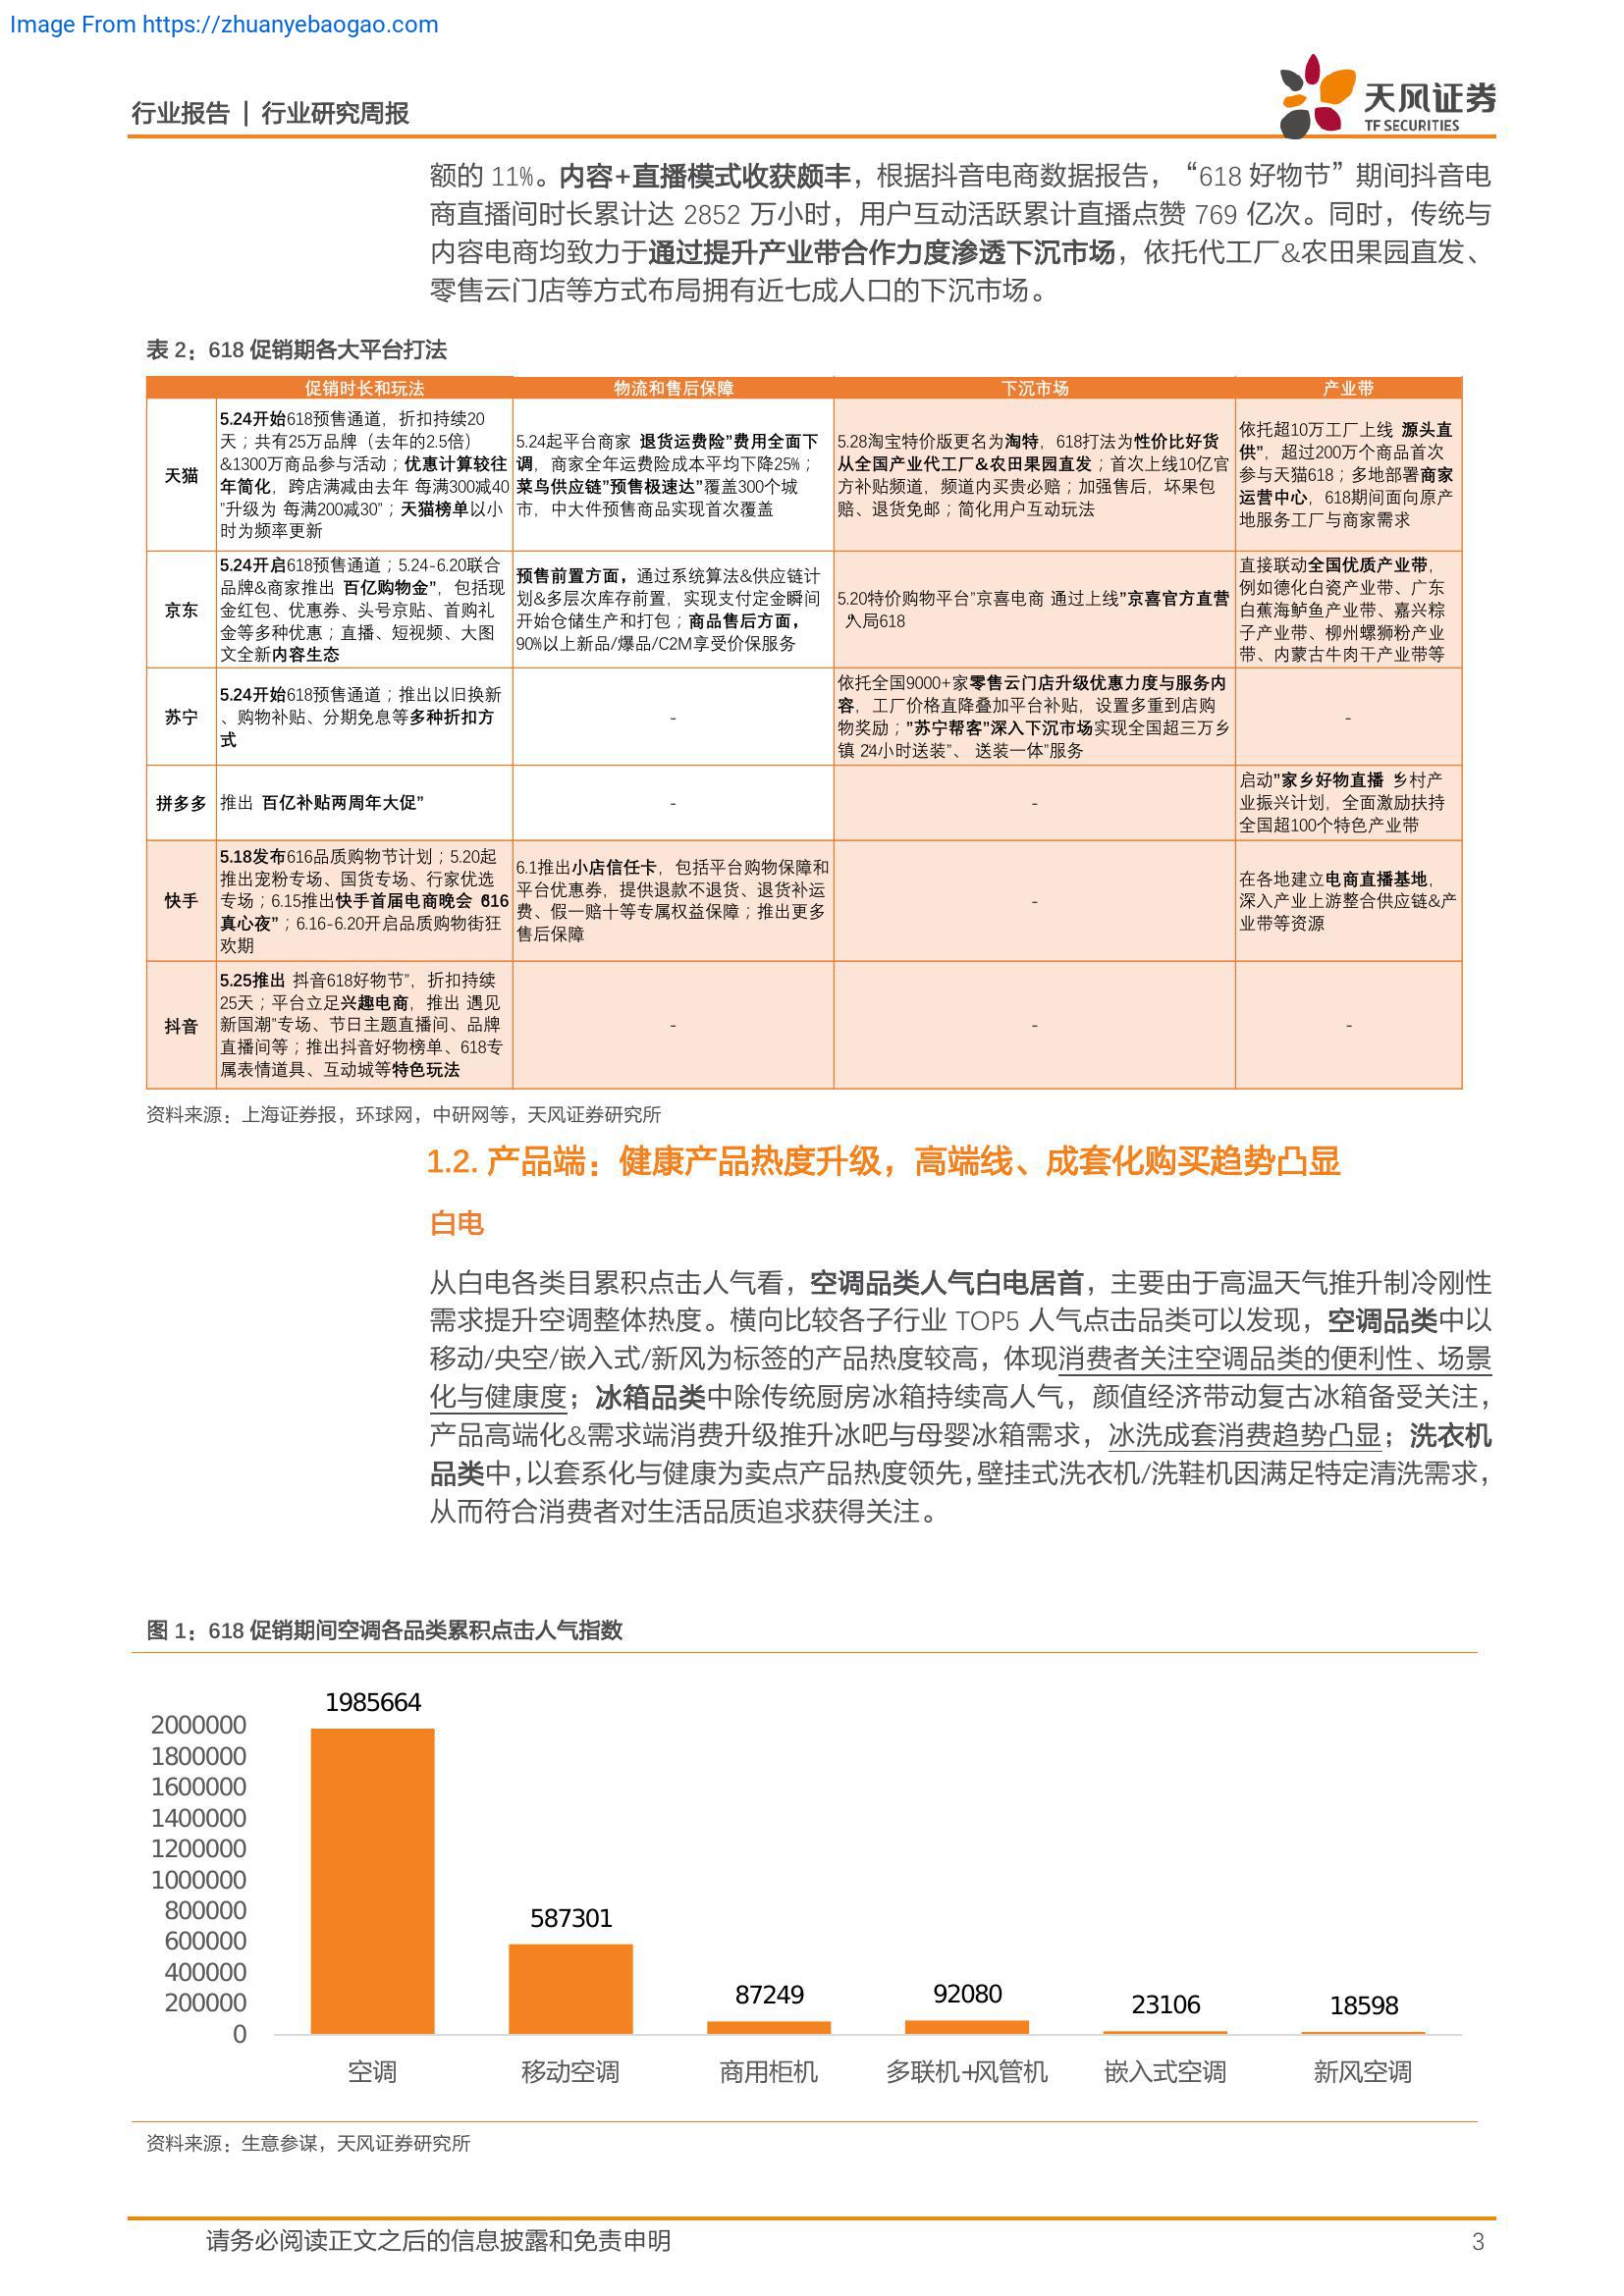 Image From https://zhuanyebaogao.com
行业报告 | 行业研究周报
天风证券
TF SECURITIES
额的 11%。内容+直播模式收获颇丰，根据抖音电商数据报告，“618 好物节”期间抖音电
商直播间时长累计达 2852 万小时，用户互动活跃累计直播点赞 769 亿次。同时，传统与
内容电商均致力于通过提升产业带合作力度渗透下沉市场，依托代工厂&农田果园直发、
零售云门店等方式布局拥有近七成人口的下沉市场。
表 2：618 促销期各大平台打法
促销时长和玩法
物流和售后保障
下沉市场
产业带
天猫
5.24开始618预售通道，折扣持续20
天；共有25万品牌（去年的2.5倍）
&1300万商品参与活动；优惠计算较往
年简化，跨店满减由去年 每满300减40
”升级为 每满200减30”；天猫榜单以小
时为频率更新
5.24起平台商家 退货运费险”费用全面下
调，商家全年运费险成本平均下降25%；
菜鸟供应链”预售极速达”覆盖300个城
市，中大件预售商品实现首次覆盖
5.28淘宝特价版更名为淘特，618打法为性价比好货
从全国产业代工厂&农田果园直发；首次上线10亿官
方补贴频道，频道内买贵必赔；加强售后，坏果包
赔、退货免邮；简化用户互动玩法
依托超10万工厂上线 源头直
供”，超过200万个商品首次
参与天猫618；多地部署商家
运营中心，618期间面向原产
地服务工厂与商家需求
京东
5.24开启618预售通道；5.24-6.20联合
品牌&商家推出 百亿购物金”，包括现
金红包、优惠券、头号京贴、首购礼
金等多种优惠；直播、短视频、大图
文全新内容生态
预售前置方面，通过系统算法&供应链计
划&多层次库存前置，实现支付定金瞬间
开始仓储生产和打包；商品售后方面，
90%以上新品/爆品/C2M享受价保服务
5.20特价购物平台”京喜电商 通过上线”京喜官方直营
”入局618
直接联动全国优质产业带，
例如德化白瓷产业带、广东
白蕉海鲈鱼产业带、嘉兴粽
子产业带、柳州螺狮粉产业
带、内蒙古牛肉干产业带等
苏宁
5.24开始618预售通道；推出以旧换新
、购物补贴、分期免息等多种折扣方
式
-
依托全国9000+家零售云门店升级优惠力度与服务内
容，工厂价格直降叠加平台补贴，设置多重到店购
物奖励；”苏宁帮客”深入下沉市场实现全国超三万乡
镇 24小时送装”、 送装一体”服务
-
拼多多
推出 百亿补贴两周年大促”
-
-
启动”家乡好物直播 乡村产
业振兴计划，全面激励扶持
全国超100个特色产业带
快手
5.18发布616品质购物节计划；5.20起
推出宠粉专场、国货专场、行家优选
专场；6.15推出快手首届电商晚会 616
真心夜”；6.16-6.20开启品质购物街狂
欢期
6.1推出小店信任卡，包括平台购物保障和
平台优惠券，提供退款不退货、退货补运
费、假一赔十等专属权益保障；推出更多
售后保障
-
在各地建立电商直播基地，
深入产业上游整合供应链&产
业带等资源
抖音
5.25推出 抖音618好物节”，折扣持续
25天；平台立足兴趣电商，推出 遇见
新国潮”专场、节日主题直播间、品牌
直播间等；推出抖音好物榜单、618专
属表情道具、互动城等特色玩法
-
-
-
资料来源：上海证券报，环球网，中研网等，天风证券研究所
1.2. 产品端：健康产品热度升级，高端线、成套化购买趋势凸显
白电
从白电各类目累积点击人气看，空调品类人气白电居首，主要由于高温天气推升制冷刚性
需求提升空调整体热度。横向比较各子行业 TOP5 人气点击品类可以发现，空调品类中以
移动/央空/嵌入式/新风为标签的产品热度较高，体现消费者关注空调品类的便利性、场景
化与健康度；冰箱品类中除传统厨房冰箱持续高人气，颜值经济带动复古冰箱备受关注，
产品高端化&需求端消费升级推升冰吧与母婴冰箱需求，冰洗成套消费趋势凸显；洗衣机
品类中，以套系化与健康为卖点产品热度领先，壁挂式洗衣机/洗鞋机因满足特定清洗需求，
从而符合消费者对生活品质追求获得关注。
图 1：618 促销期间空调各品类累积点击人气指数
2000000
1800000
1600000
1400000
1200000
1000000
800000
600000
400000
200000
0
1985664
587301
87249
92080
23106
18598
空调
移动空调
商用柜机
多联机+风管机
嵌入式空调
新风空调
资料来源：生意参谋，天风证券研究所
请务必阅读正文之后的信息披露和免责申明
3